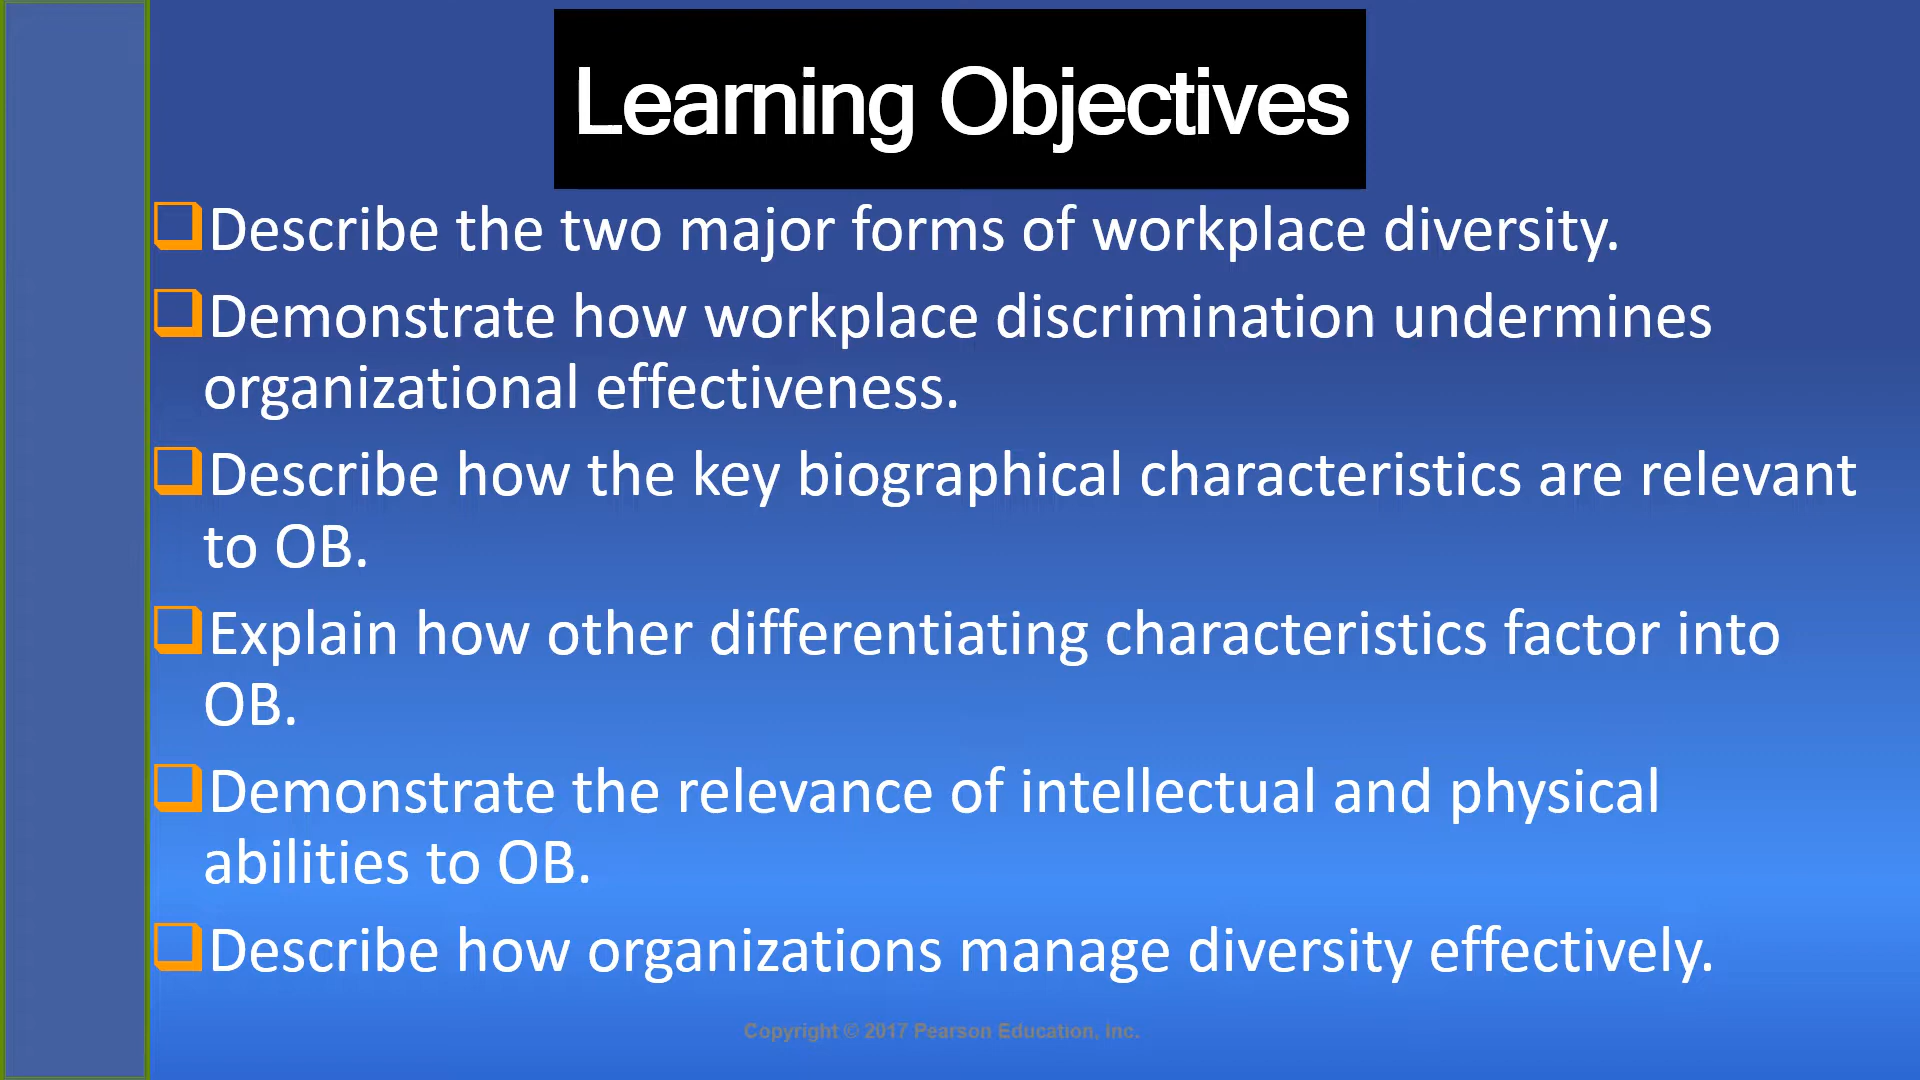 Learning Objectives
Describe the two major forms of workplace diversity.
Demonstrate how workplace discrimination undermines
organizational effectiveness.
Describe how the key biographical characteristics are relevant
to OB.
Explain how other differentiating characteristics factor into
OB.
Demonstrate the relevance of intellectual and physical
abilities to OB.
Describe how organizations manage diversity effectively.
Copyright © 2017 Pearson Education, Inc.